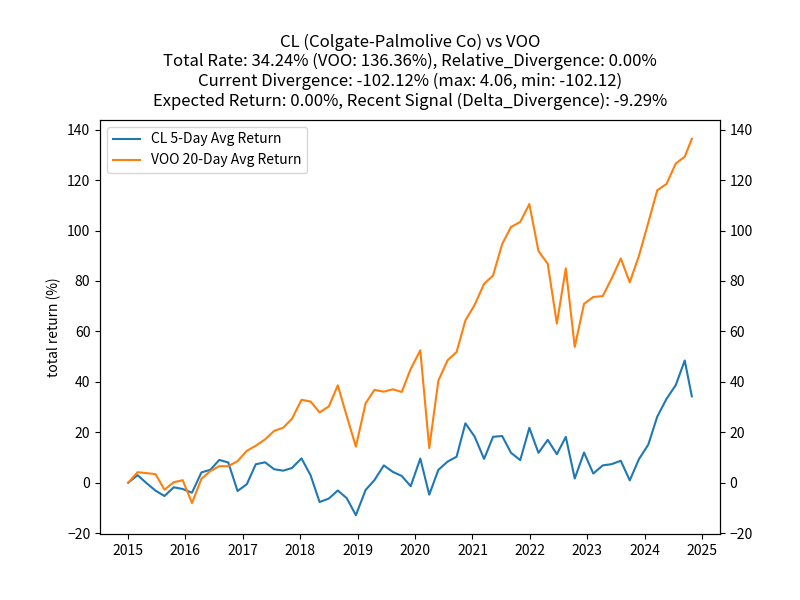 CL (Colgate-Palmolive Co) vs VOO
Total Rate: 34.24% (VOO: 136.36%), Relative_Divergence: 0.00%
Current Divergence: -102.12% (max: 4.06, min: -102.12)
Expected Return: 0.00%, Recent Signal (Delta_Divergence): -9.29%
CL 5-Day Avg Return
VOO 20-Day Avg Return
total return (%)
140
120
100
80
60
40
20
0
−20
140
120
100
80
60
40
20
0
−20
2015 2016 2017 2018 2019 2020 2021 2022 2023 2024 2025